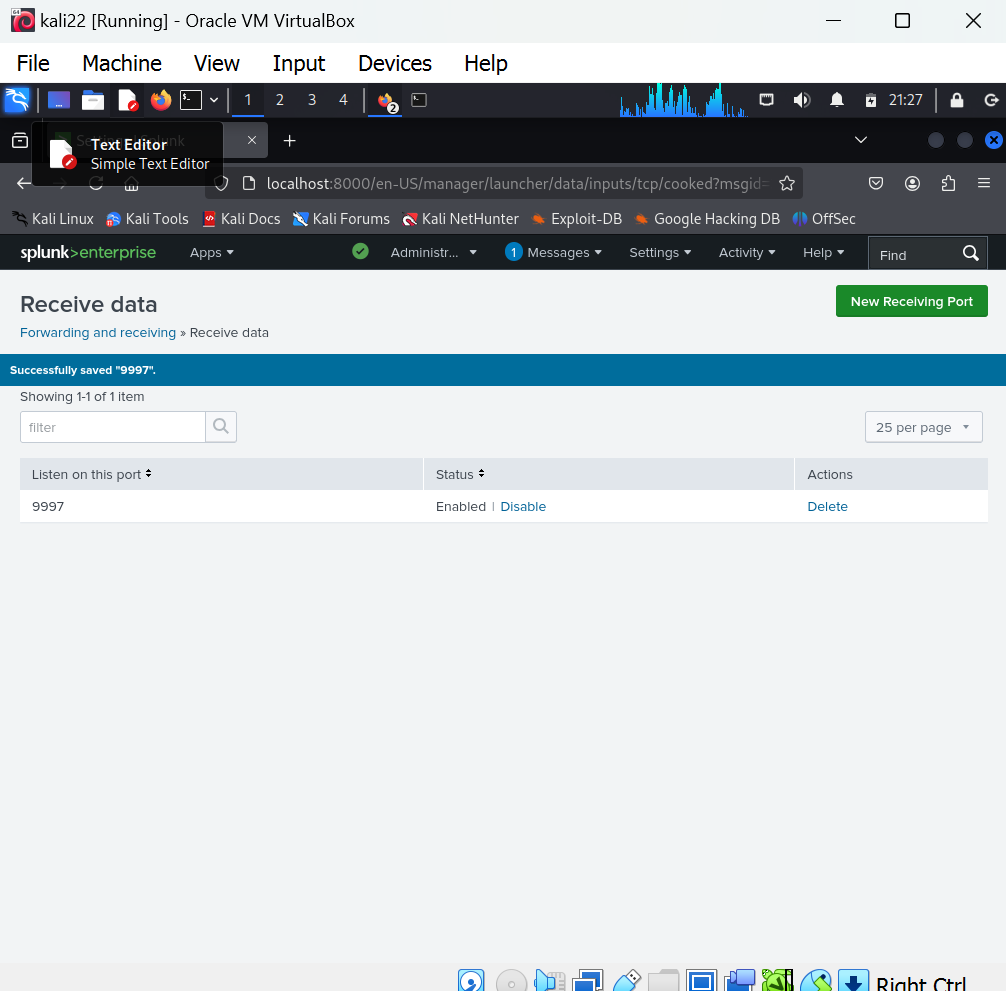 kali22 [Running] - Oracle VM VirtualBox
File Machine View Input Devices Help
1 2 3 4 2 21:27
Text Editor
Simple Text Editor
localhost:8000/en-US/manager/launcher/data/inputs/tcp/cooked?msgid=
Kali Linux Kali Tools Kali Docs Kali Forums Kali NetHunter Exploit-DB Google Hacking DB OffSec
splunk>enterprise Apps Administr... 1 Messages Settings Activity Help Find
Receive data New Receiving Port
Forwarding and receiving » Receive data
Successfully saved "9997".
Showing 1-1 of 1 item
filter 25 per page
Listen on this port Status Actions
9997 Enabled | Disable Delete
Right Ctrl